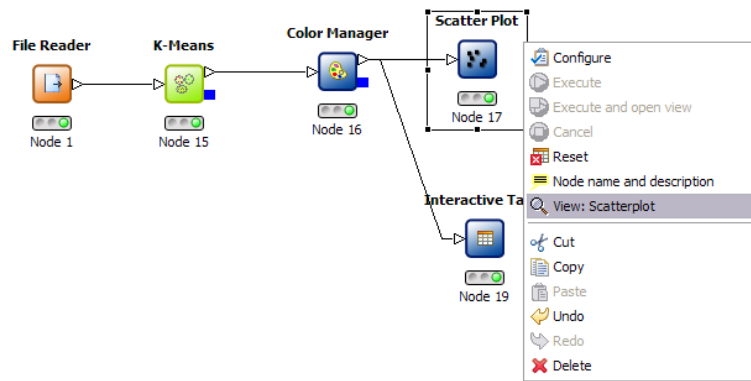 File Reader
K-Means
Color Manager
Scatter Plot
Node 1
Node 15
Node 16
Node 17
Interactive Ta
Node 19
Configure
Execute
Execute and open view
Cancel
Reset
Node name and description
View: Scatterplot
Cut
Copy
Paste
Undo
Redo
Delete